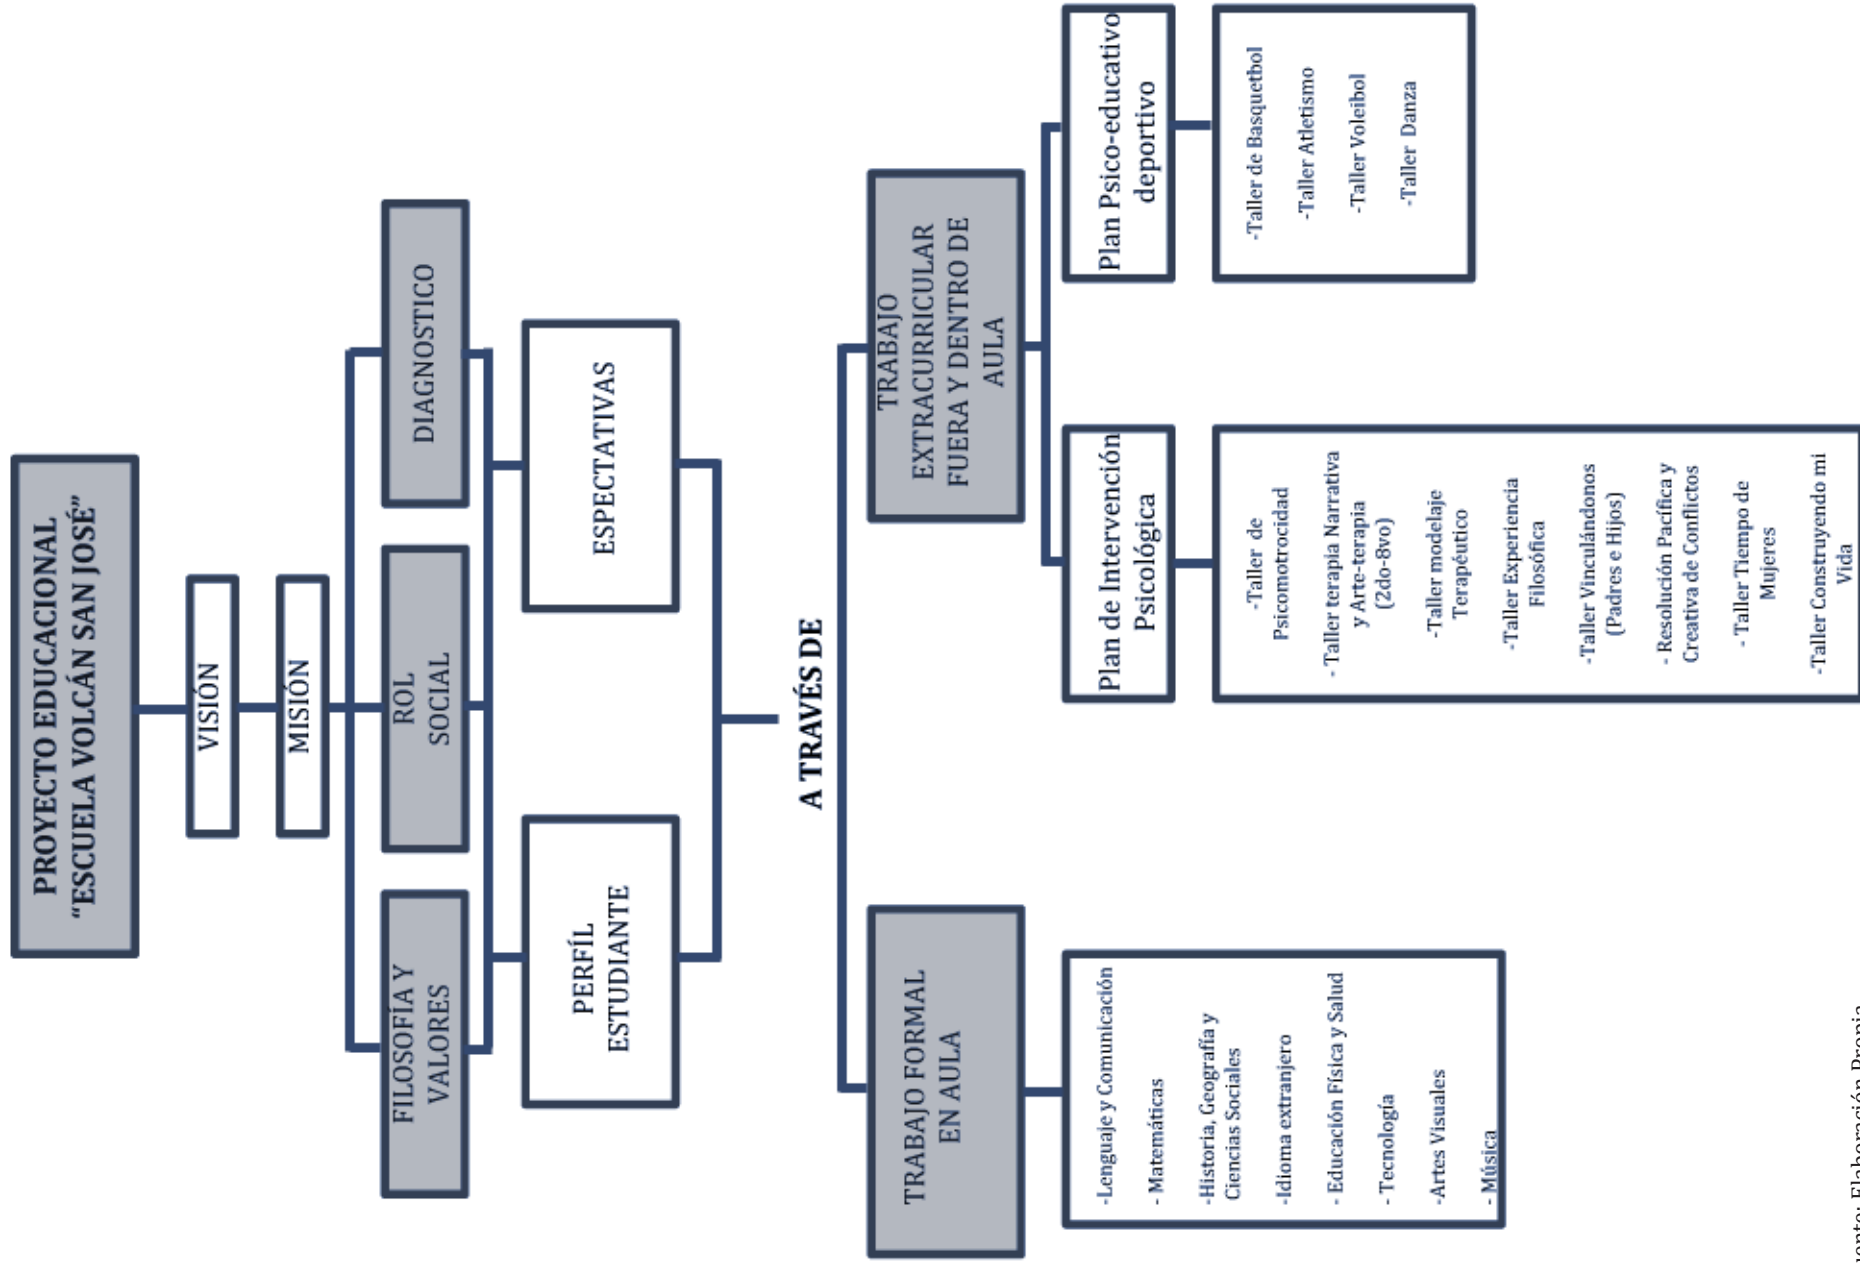 PROYECTO EDUCACIONAL
“ESCUELA VOLCÁN SAN JOSÉ”
VISIÓN
MISIÓN
FILOSOFÍA Y
VALORES
ROL
SOCIAL
DIAGNOSTICO
PERFÍL
ESTUDIANTE
ESPECTATIVAS
A TRAVÉS DE
TRABAJO FORMAL
EN AULA
-Lenguaje y Comunicación
- Matemáticas
-Historia, Geografía y
Ciencias Sociales
-Idioma extranjero
- Educación Física y Salud
- Tecnología
-Artes Visuales
- Música
TRABAJO
EXTRACURRICULAR
FUERA Y DENTRO DE
AULA
Plan de Intervención
Psicológica
-Taller de
Psicomotrocidad
- Taller terapia Narrativa
y Arte-terapia
(2do-8vo)
-Taller modelaje
Terapéutico
-Taller Experiencia
Filosófica
-Taller Vinculándonos
(Padres e Hijos)
- Resolución Pacífica y
Creativa de Conflictos
- Taller Tiempo de
Mujeres
-Taller Construyendo mi
Vida
Plan Psico-educativo
deportivo
-Taller de Basquetbol
-Taller Atletismo
-Taller Voleibol
-Taller Danza
Elaboración Propia